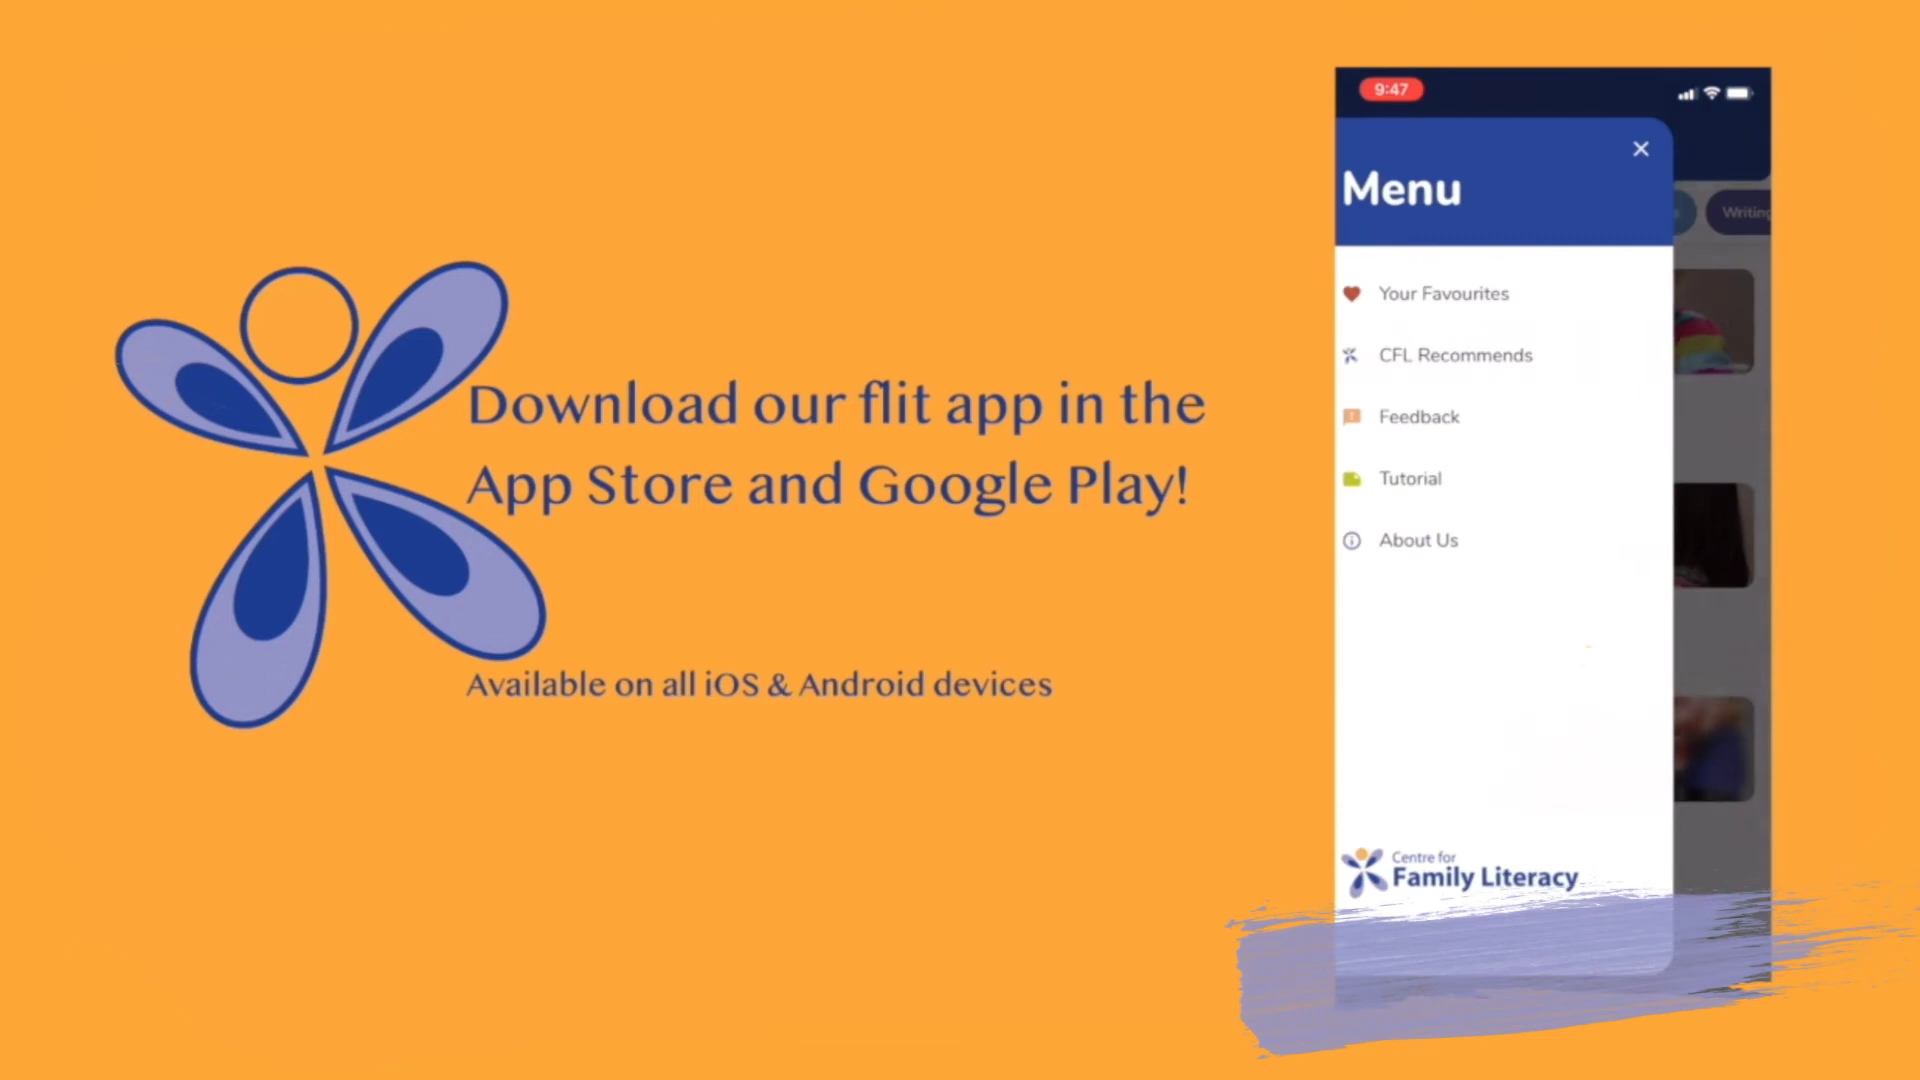 Download our flit app in the
App Store and Google Play!
Available on all iOS & Android devices
9:47
Menu
Writing
Your Favourites
CFL Recommends
Feedback
Tutorial
About Us
Centre for
Family Literacy